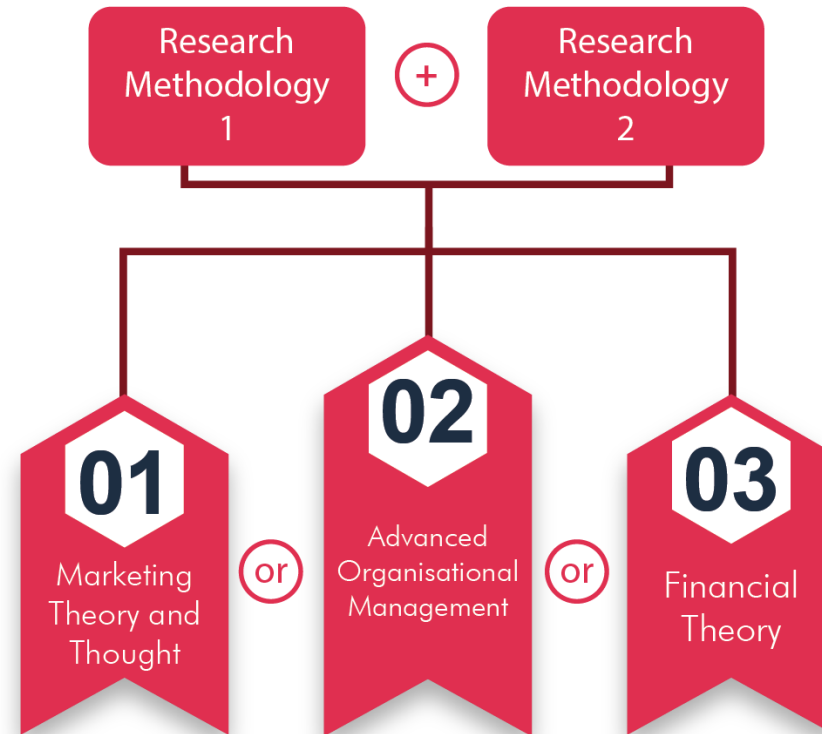 Research
Methodology
1
+
Research
Methodology
2
01
Marketing
Theory and
Thought
or
02
Advanced
Organisational
Management
or
03
Financial
Theory